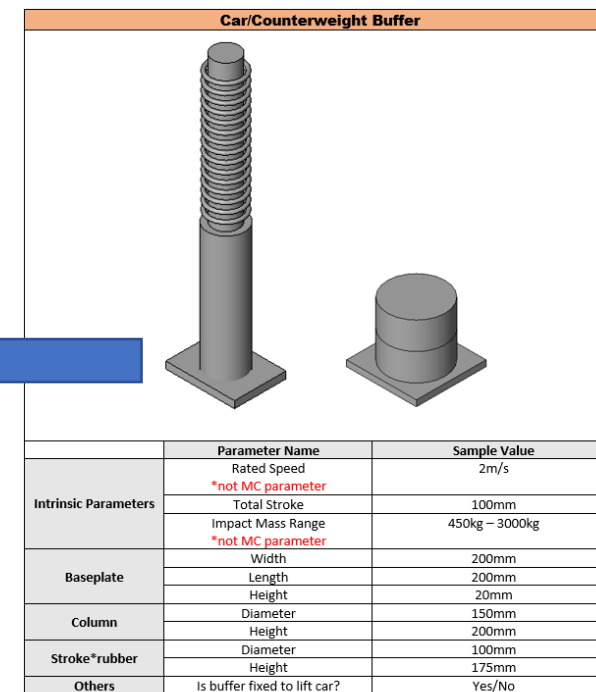 Car/Counterweight Buffer
Parameter Name Sample Value
Intrinsic Parameters
Rated Speed 2m/s
*not MC parameter
Total Stroke 100mm
Impact Mass Range 450kg – 3000kg
*not MC parameter
Baseplate
Width 200mm
Length 200mm
Height 20mm
Column
Diameter 150mm
Height 200mm
Stroke*rubber
Diameter 100mm
Height 175mm
Others Is buffer fixed to lift car? Yes/No